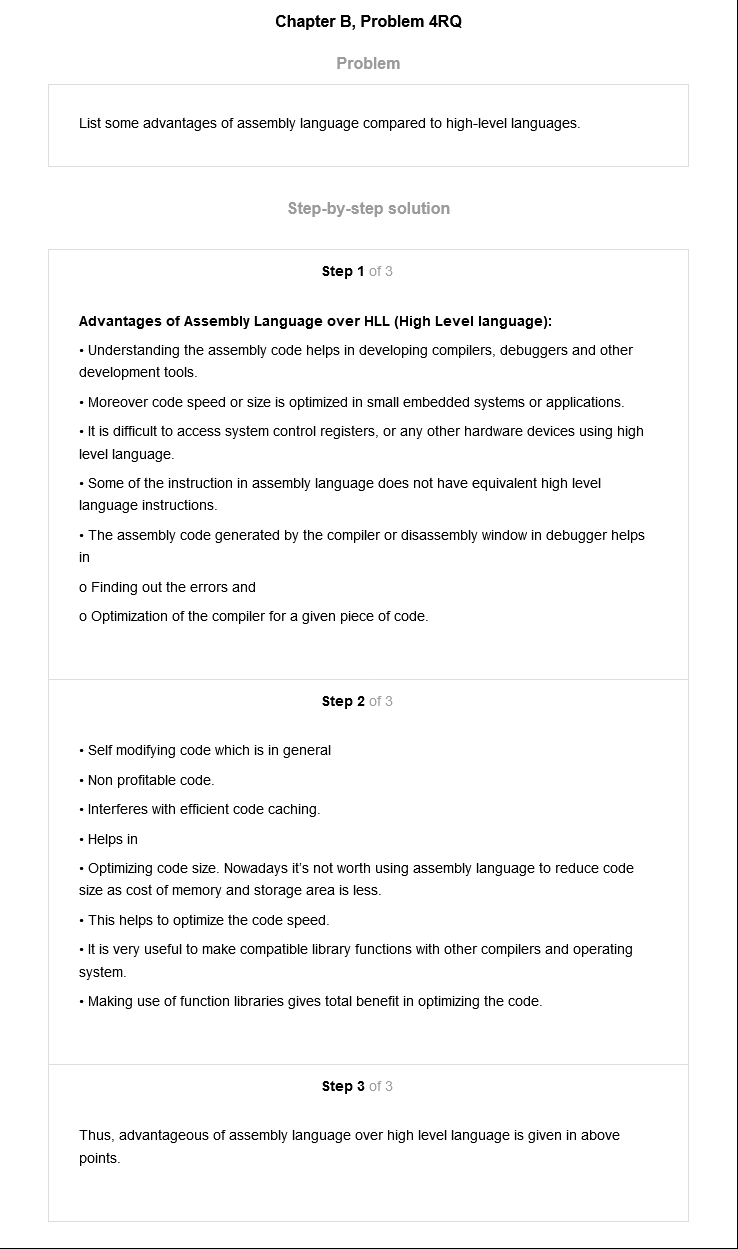 Chapter B, Problem 4RQ
Problem
List some advantages of assembly language compared to high-level languages.
Step-by-step solution
Step 1 of 3
Advantages of Assembly Language over HLL (High Level language):
• Understanding the assembly code helps in developing compilers, debuggers and other
development tools.
• Moreover code speed or size is optimized in small embedded systems or applications.
• It is difficult to access system control registers, or any other hardware devices using high
level language.
• Some of the instruction in assembly language does not have equivalent high level
language instructions.
• The assembly code generated by the compiler or disassembly window in debugger helps
in
o Finding out the errors and
o Optimization of the compiler for a given piece of code.
Step 2 of 3
• Self modifying code which is in general
• Non profitable code.
• Interferes with efficient code caching.
• Helps in
• Optimizing code size. Nowadays it’s not worth using assembly language to reduce code
size as cost of memory and storage area is less.
• This helps to optimize the code speed.
• It is very useful to make compatible library functions with other compilers and operating
system.
• Making use of function libraries gives total benefit in optimizing the code.
Step 3 of 3
Thus, advantageous of assembly language over high level language is given in above
points.